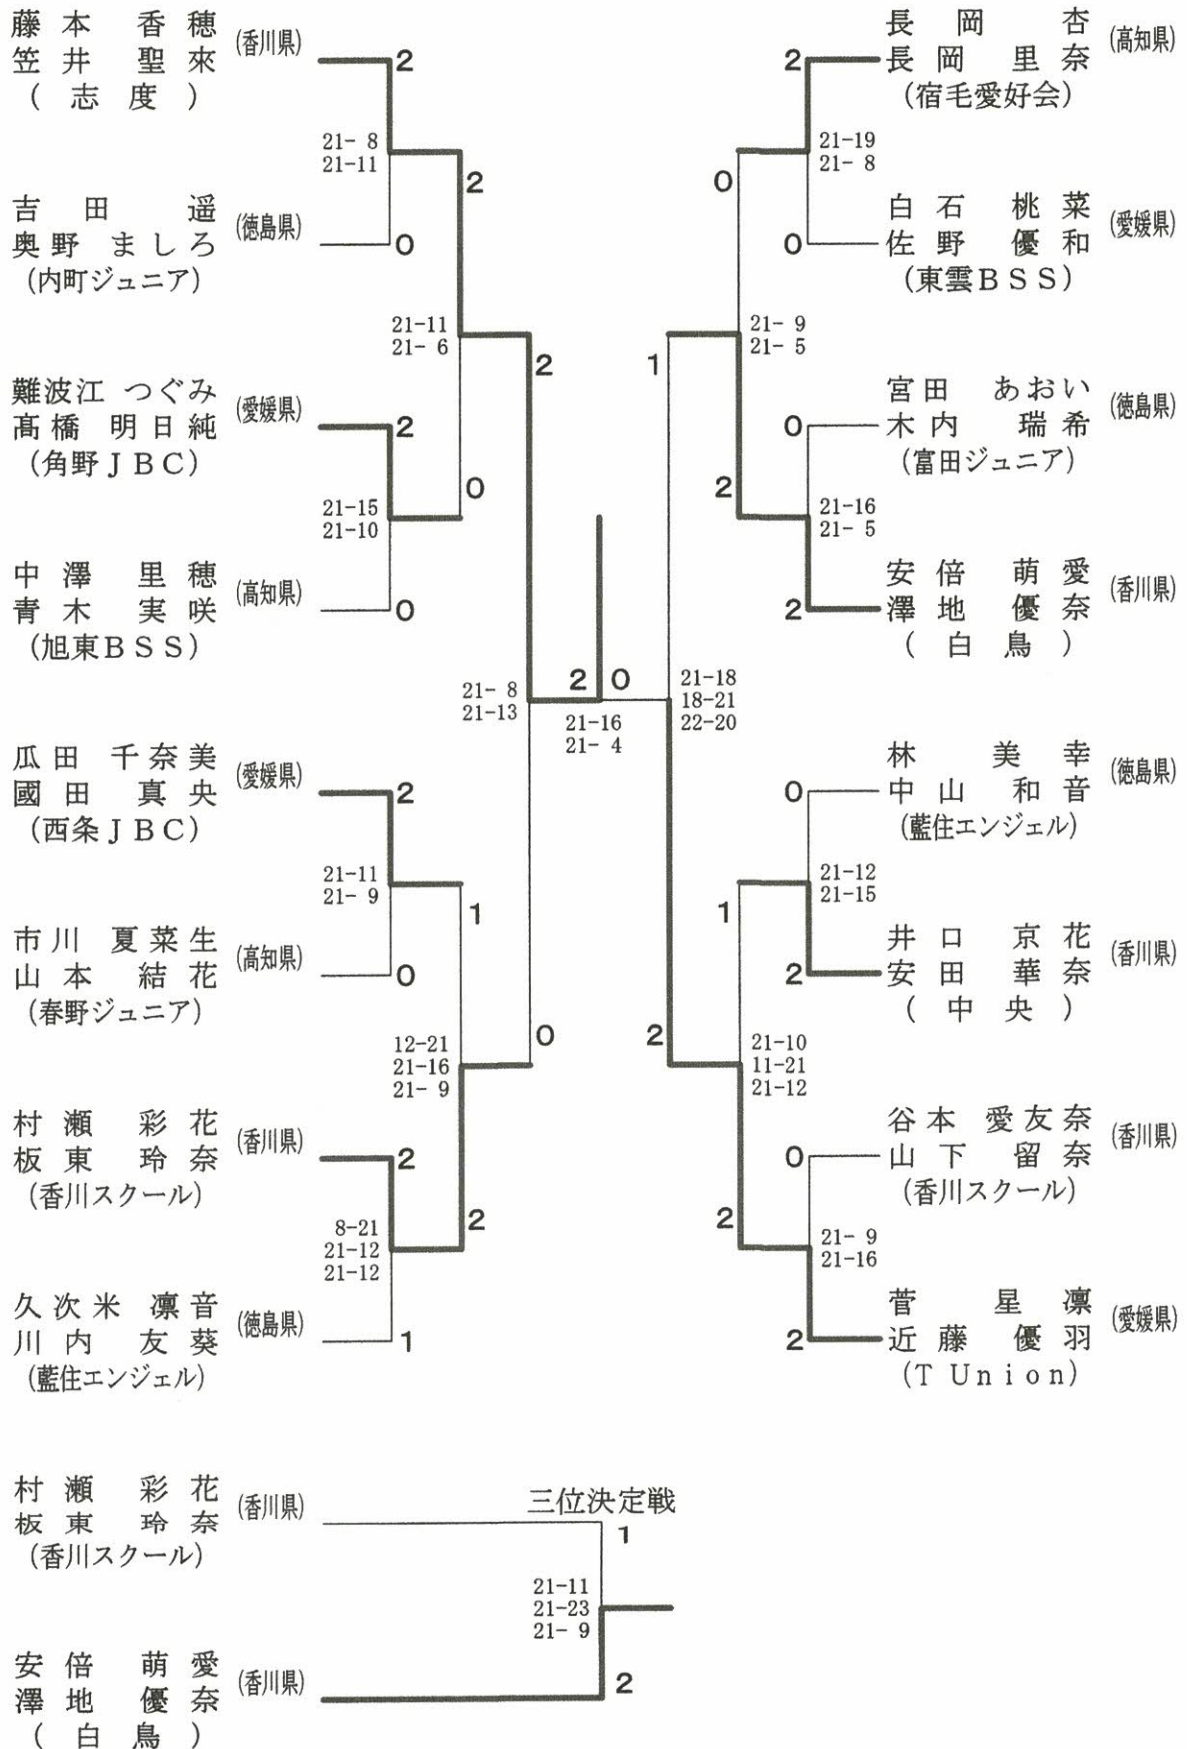 藤本 香穂
笠井 聖來
(志度)
(香川県)
2
21- 8
21-11
吉田 遥
奥野 ましろ
(内町ジュニア)
(徳島県)
0
2
21-11
21- 6
難波江 つぐみ
髙橋 明日純
(角野JBC)
(愛媛県)
2
21-15
21-10
0
中澤 里穂
青木 実咲
(旭東BSS)
(高知県)
0
2
21- 8
21-13
瓜田 千奈美
國田 真央
(西条JBC)
(愛媛県)
2
21-11
21- 9
1
市川 夏菜生
山本 結花
(春野ジュニア)
(高知県)
0
12-21
21-16
21- 9
0
村瀬 彩花
板東 玲奈
(香川スクール)
(香川県)
2
8-21
21-12
21-12
2
久次米 凛音
川内 友葵
(藍住エンジェル)
(徳島県)
1
2 0
21-16
21- 4
長岡 杏
長岡 里奈
(宿毛愛好会)
(高知県)
2
21-19
21- 8
0
白石 桃菜
佐野 優和
(東雲BSS)
(愛媛県)
0
21- 9
21- 5
1
宮田 あおい
木内 瑞希
(富田ジュニア)
(徳島県)
0
21-16
21- 5
2
安倍 萌愛
澤地 優奈
(白鳥)
(香川県)
2
21-18
18-21
22-20
林 美幸
中山 和音
(藍住エンジェル)
(徳島県)
0
21-12
21-15
1
井口 京花
安田 華奈
(中央)
(香川県)
2
21-10
11-21
21-12
2
谷本 愛友奈
山下 留奈
(香川スクール)
(香川県)
0
21- 9
21-16
2
菅 星凛
近藤 優羽
(T Union)
(愛媛県)
2
三位決定戦
村瀬 彩花
板東 玲奈
(香川スクール)
(香川県)
1
21-11
21-23
21- 9
安倍 萌愛
澤地 優奈
(白鳥)
(香川県)
2